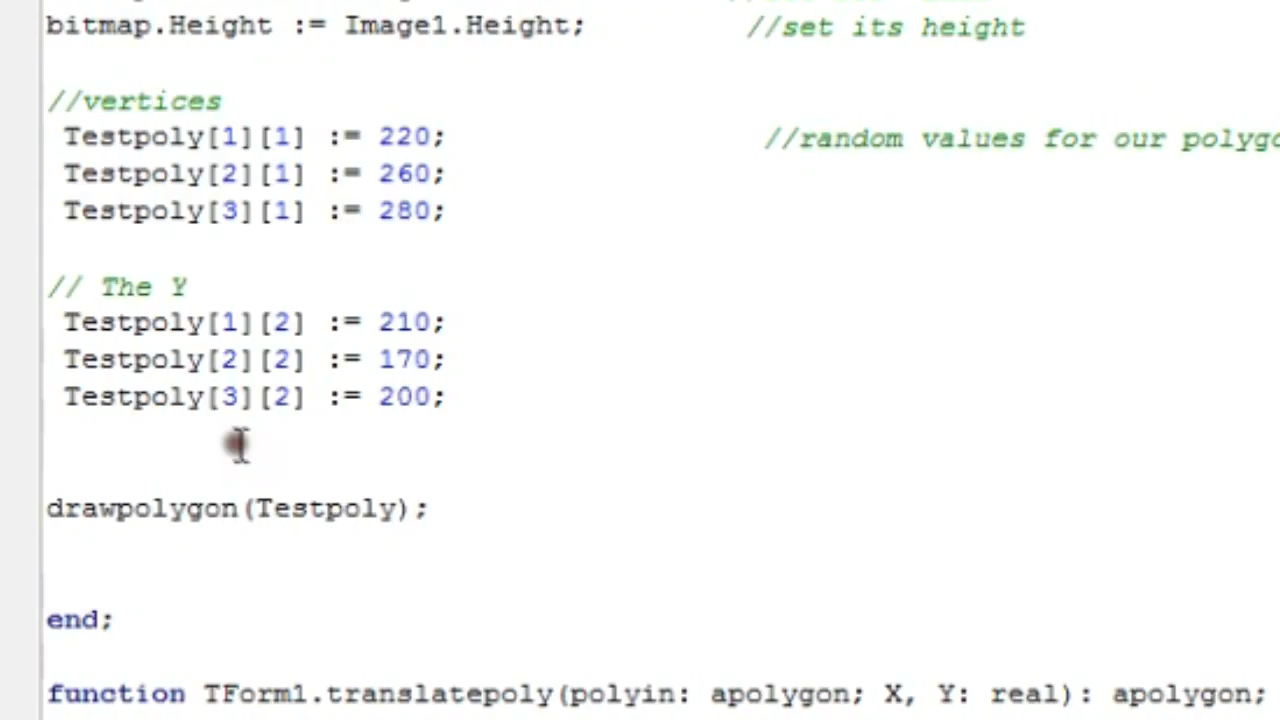 bitmap.Height := Image1.Height; //set its height
//vertices
Testpoly[1][1] := 220; //random values for our
Testpoly[2][1] := 260;
Testpoly[3][1] := 280;
// The Y
Testpoly[1][2] := 210;
Testpoly[2][2] := 170;
Testpoly[3][2] := 200;
drawpolygon(Testpoly);
end;
function TForm1.translatepoly(polyin: apolygon; X, Y: real): apolygon;